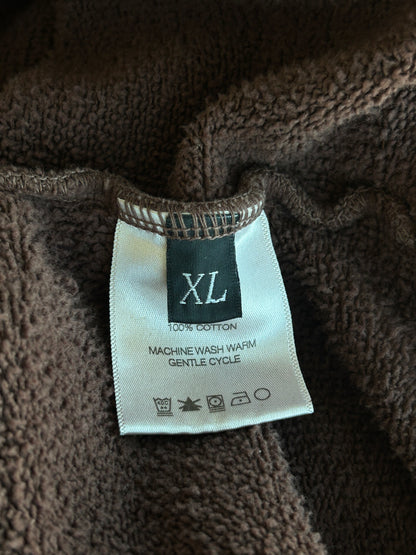 XL
100% COTTON
MACHINE WASH WARM
GENTLE CYCLE